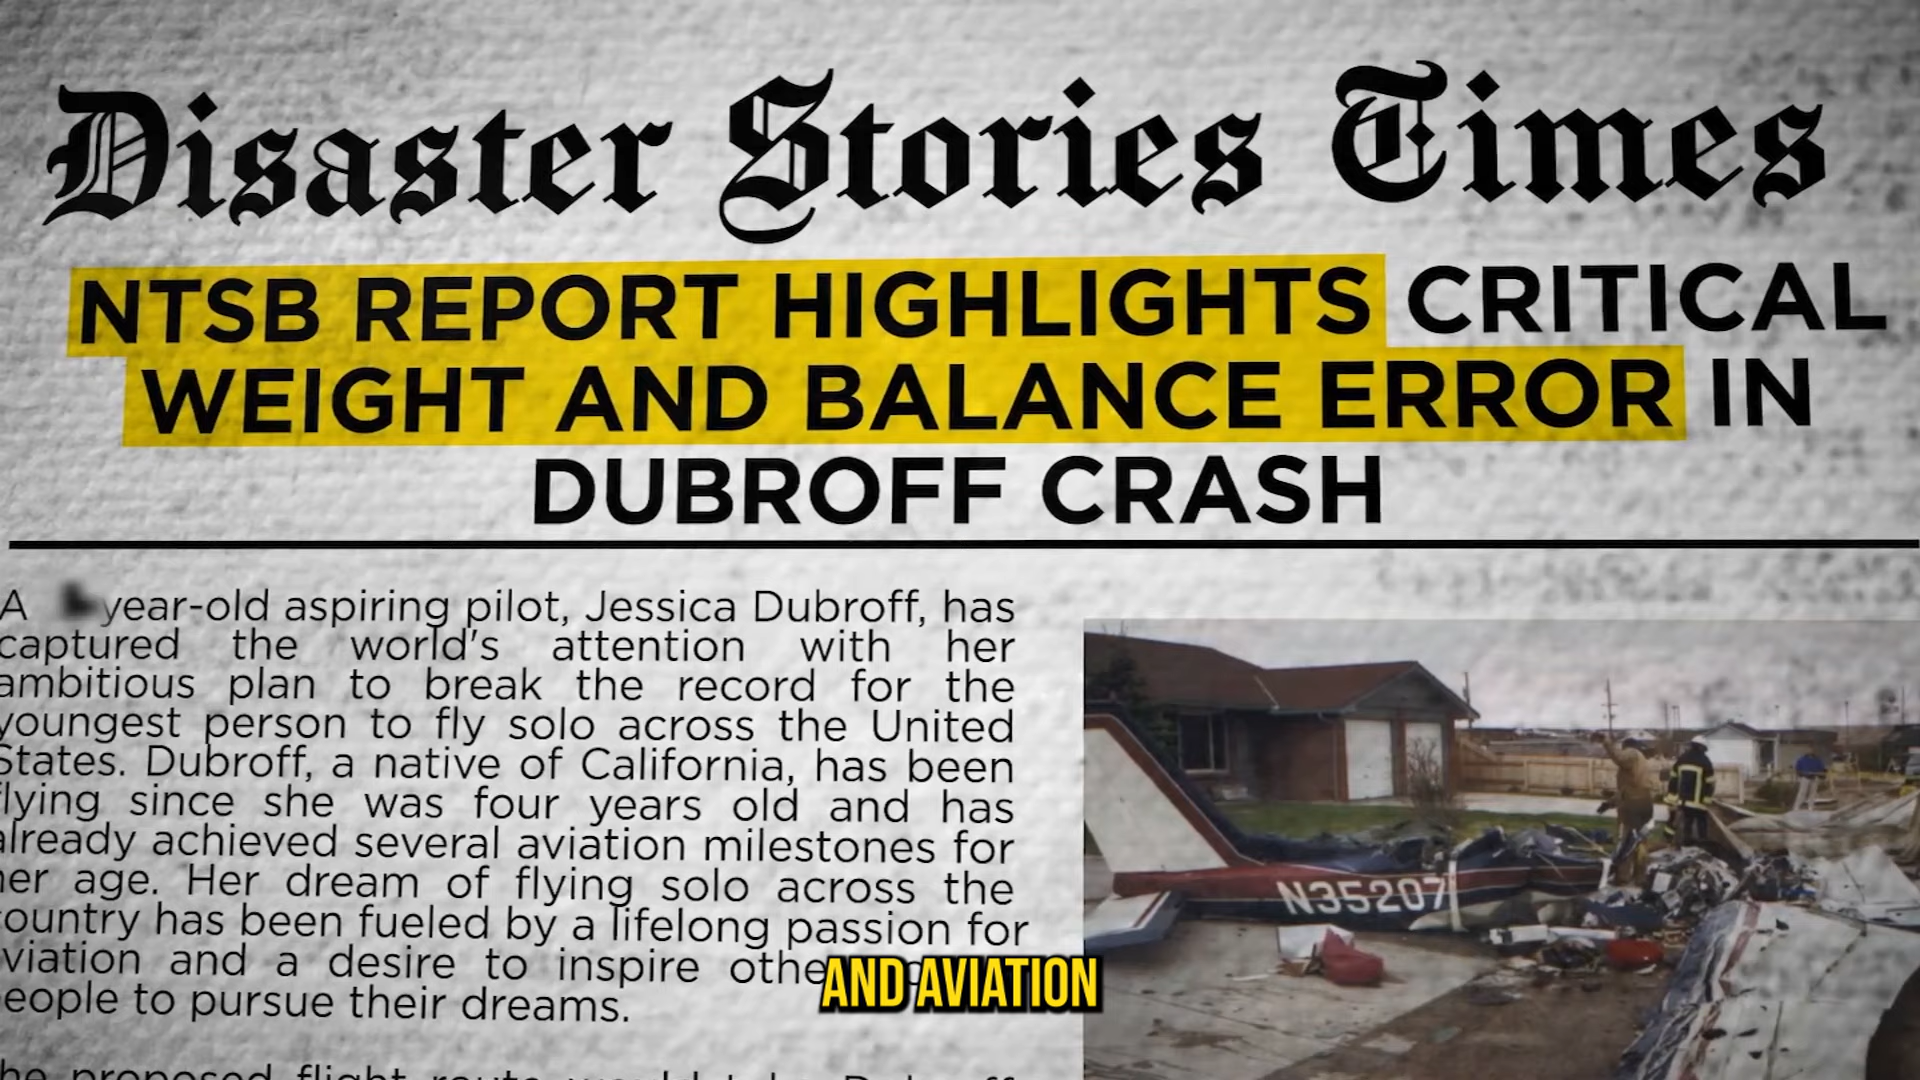 Disaster Stories Times
NTSB REPORT HIGHLIGHTS CRITICAL
WEIGHT AND BALANCE ERROR IN
DUBROFF CRASH
A year-old aspiring pilot, Jessica Dubroff, has
captured the world's attention with her
ambitious plan to break the record for the
youngest person to fly solo across the United
States. Dubroff, a native of California, has been
flying since she was four years old and has
already achieved several aviation milestones for
her age. Her dream of flying solo across the
country has been fueled by a lifelong passion for
aviation and a desire to inspire
people to pursue their dreams.
proposed flight route
N35207
AND AVIATION